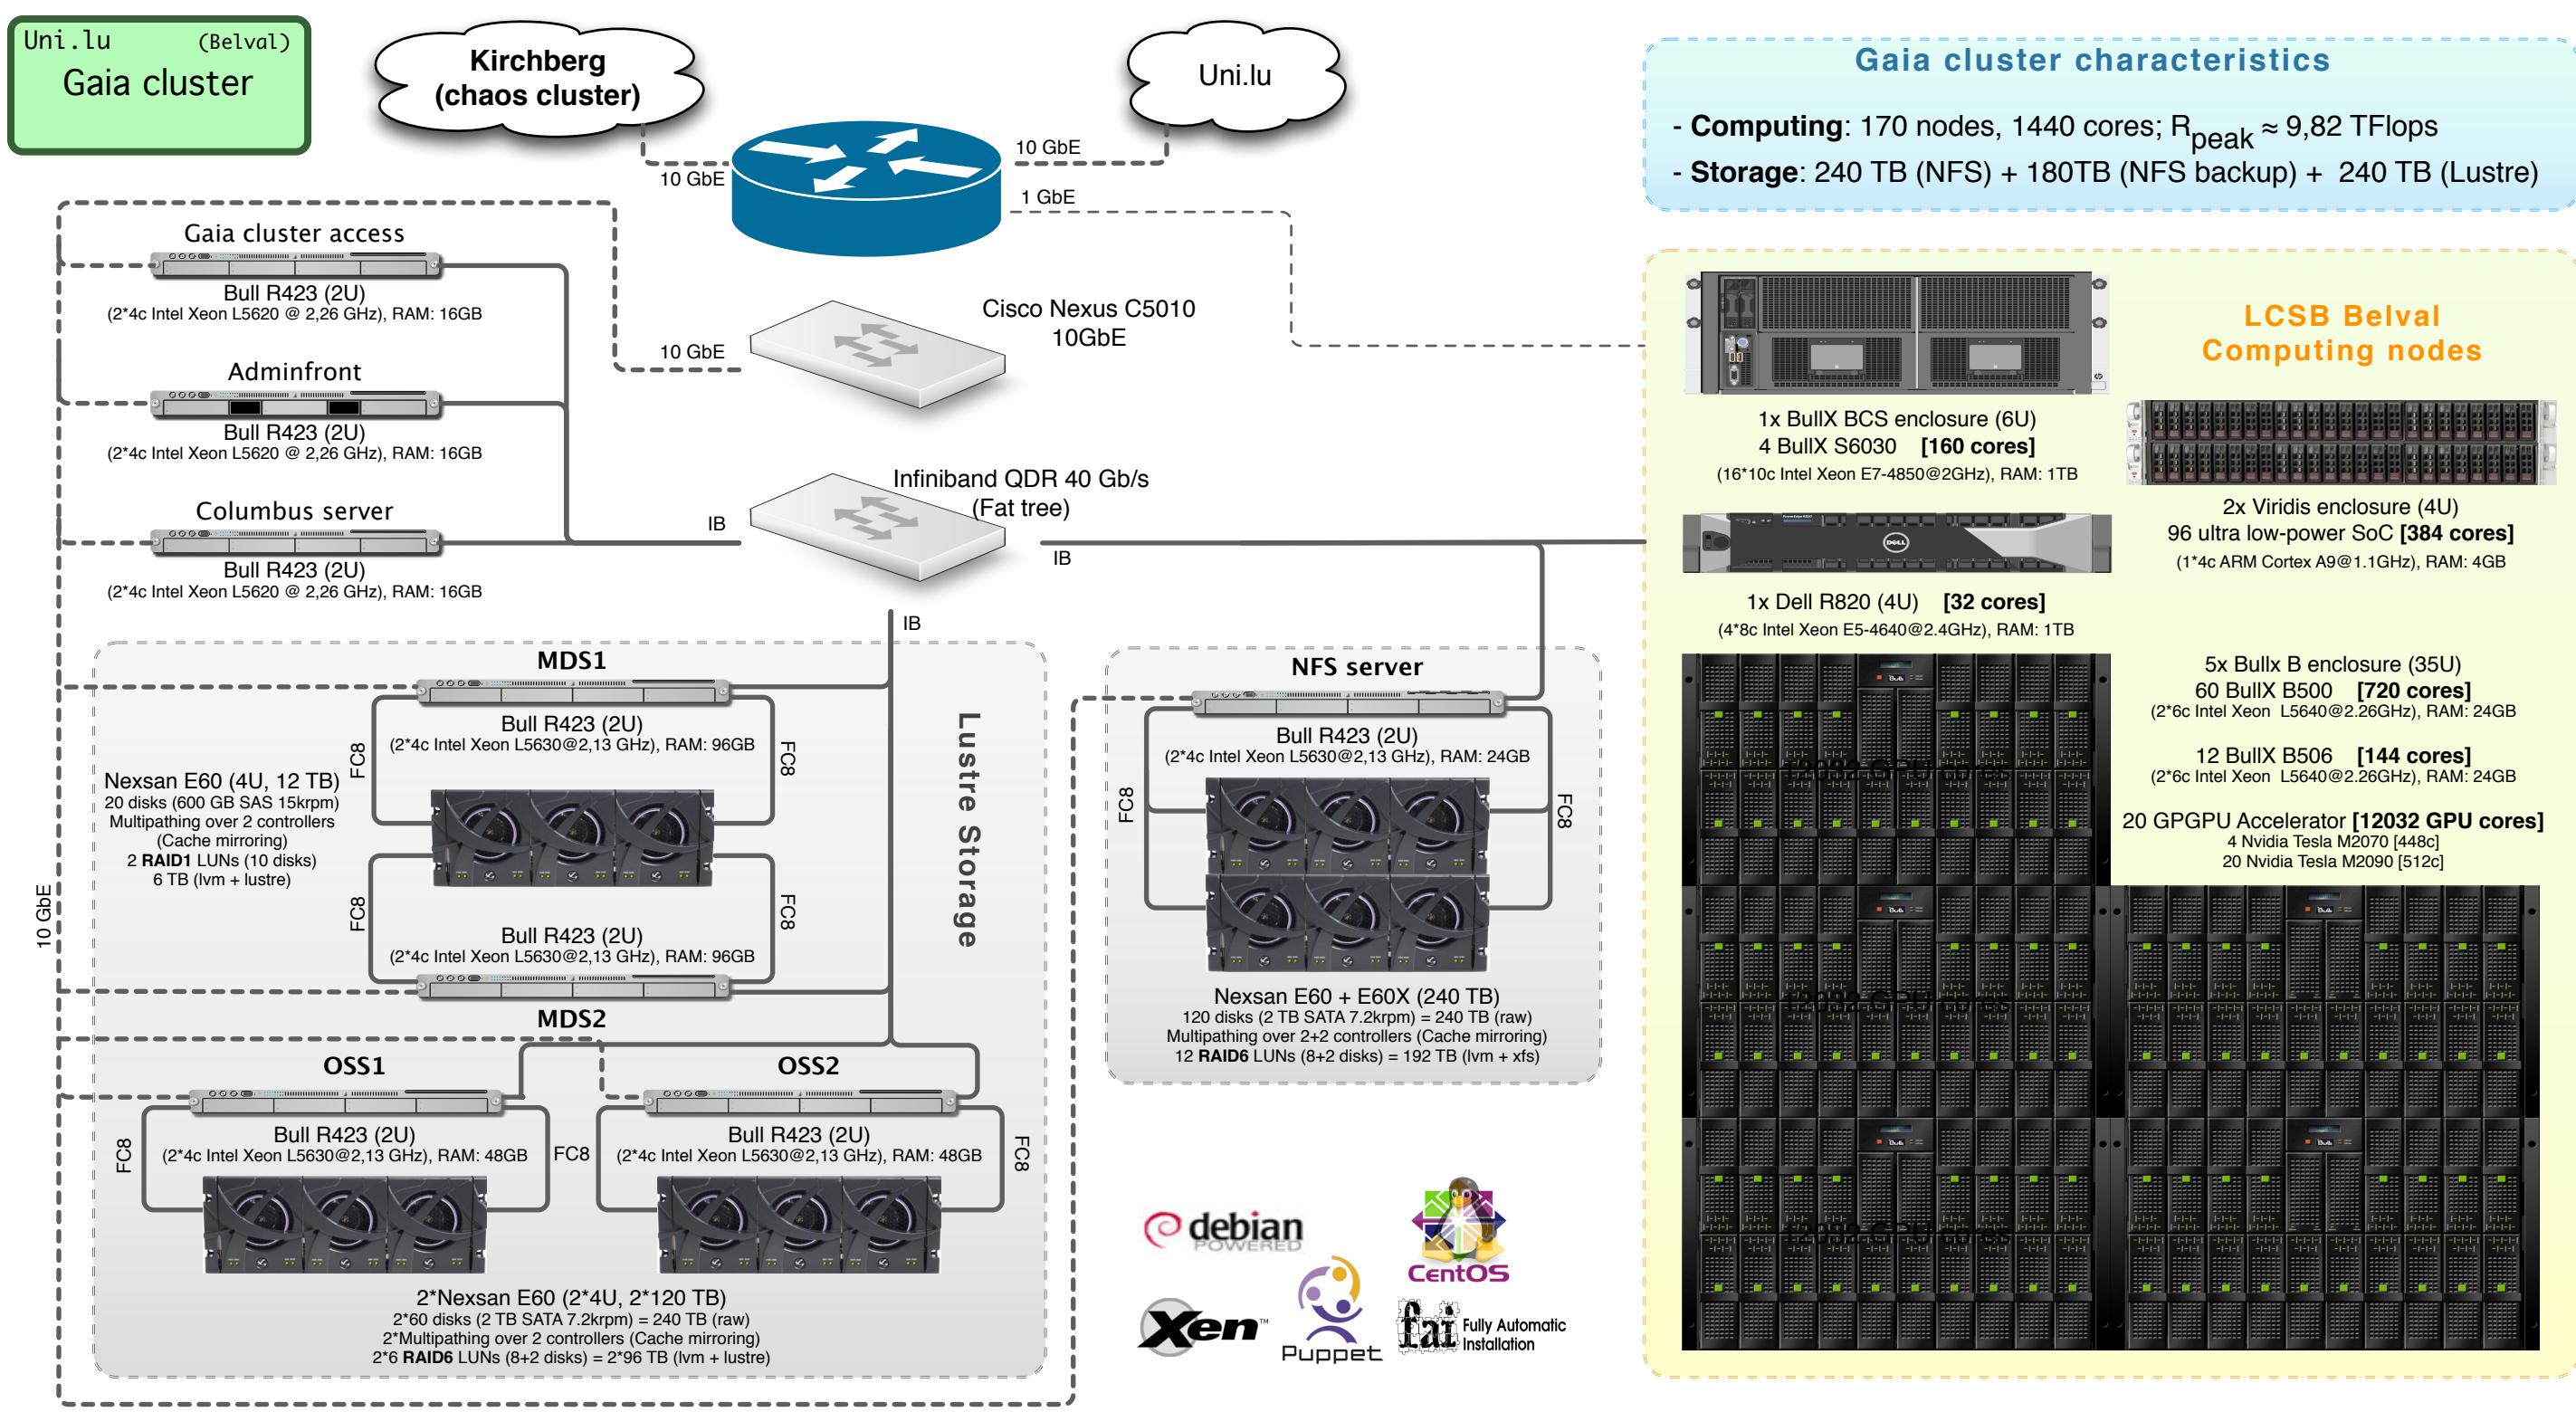 Uni.lu (Belval)
Gaia cluster
Kirchberg
(chaos cluster)
Uni.lu
10 GbE
10 GbE
1 GbE
Gaia cluster characteristics
- Computing: 170 nodes, 1440 cores; Rpeak ≈ 9,82 TFlops
- Storage: 240 TB (NFS) + 180TB (NFS backup) + 240 TB (Lustre)
Gaia cluster access
Bull R423 (2U)
(2*4c Intel Xeon L5620 @ 2,26 GHz), RAM: 16GB
Adminfront
Bull R423 (2U)
(2*4c Intel Xeon L5620 @ 2,26 GHz), RAM: 16GB
Columbus server
Bull R423 (2U)
(2*4c Intel Xeon L5620 @ 2,26 GHz), RAM: 16GB
10 GbE
Cisco Nexus C5010
10GbE
Infiniband QDR 40 Gb/s
(Fat tree)
IB
IB
IB
10 GbE
Lustre Storage
MDS1
Bull R423 (2U)
(2*4c Intel Xeon L5630@2,13 GHz), RAM: 96GB
FC8
FC8
Nexsan E60 (4U, 12 TB)
20 disks (600 GB SAS 15krpm)
Multipathing over 2 controllers
(Cache mirroring)
2 RAID1 LUNs (10 disks)
6 TB (lvm + lustre)
FC8
FC8
Bull R423 (2U)
(2*4c Intel Xeon L5630@2,13 GHz), RAM: 96GB
MDS2
OSS1
Bull R423 (2U)
(2*4c Intel Xeon L5630@2,13 GHz), RAM: 48GB
FC8
FC8
OSS2
Bull R423 (2U)
(2*4c Intel Xeon L5630@2,13 GHz), RAM: 48GB
FC8
2*Nexsan E60 (2*4U, 2*120 TB)
2*60 disks (2 TB SATA 7.2krpm) = 240 TB (raw)
2*Multipathing over 2 controllers (Cache mirroring)
2*6 RAID6 LUNs (8+2 disks) = 2*96 TB (lvm + lustre)
NFS server
Bull R423 (2U)
(2*4c Intel Xeon L5630@2,13 GHz), RAM: 24GB
FC8
FC8
Nexsan E60 + E60X (240 TB)
120 disks (2 TB SATA 7.2krpm) = 240 TB (raw)
Multipathing over 2+2 controllers (Cache mirroring)
12 RAID6 LUNs (8+2 disks) = 192 TB (lvm + xfs)
debian
POWERED
CentOS
Xen™
Puppet
fai Fully Automatic
Installation
LCSB Belval
Computing nodes
1x BullX BCS enclosure (6U)
4 BullX S6030 [160 cores]
(16*10c Intel Xeon E7-4850@2GHz), RAM: 1TB
2x Viridis enclosure (4U)
96 ultra low-power SoC [384 cores]
(1*4c ARM Cortex A9@1.1GHz), RAM: 4GB
DELL
1x Dell R820 (4U) [32 cores]
(4*8c Intel Xeon E5-4640@2.4GHz), RAM: 1TB
5x Bullx B enclosure (35U)
60 BullX B500 [720 cores]
(2*6c Intel Xeon L5640@2.26GHz), RAM: 24GB
12 BullX B506 [144 cores]
(2*6c Intel Xeon L5640@2.26GHz), RAM: 24GB
20 GPGPU Accelerator [12032 GPU cores]
4 Nvidia Tesla M2070 [448c]
20 Nvidia Tesla M2090 [512c]
12032 GPU cores
12032 GPU cores
12032 GPU cores